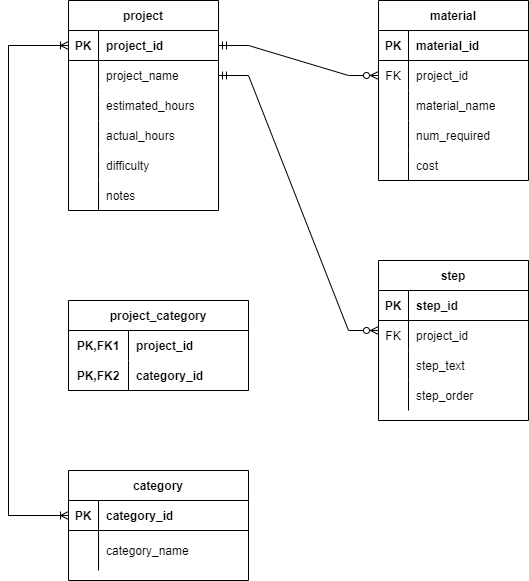 project
PK project_id
project_name
estimated_hours
actual_hours
difficulty
notes
material
PK material_id
FK project_id
material_name
num_required
cost
step
PK step_id
FK project_id
step_text
step_order
project_category
PK,FK1 project_id
PK,FK2 category_id
category
PK category_id
category_name